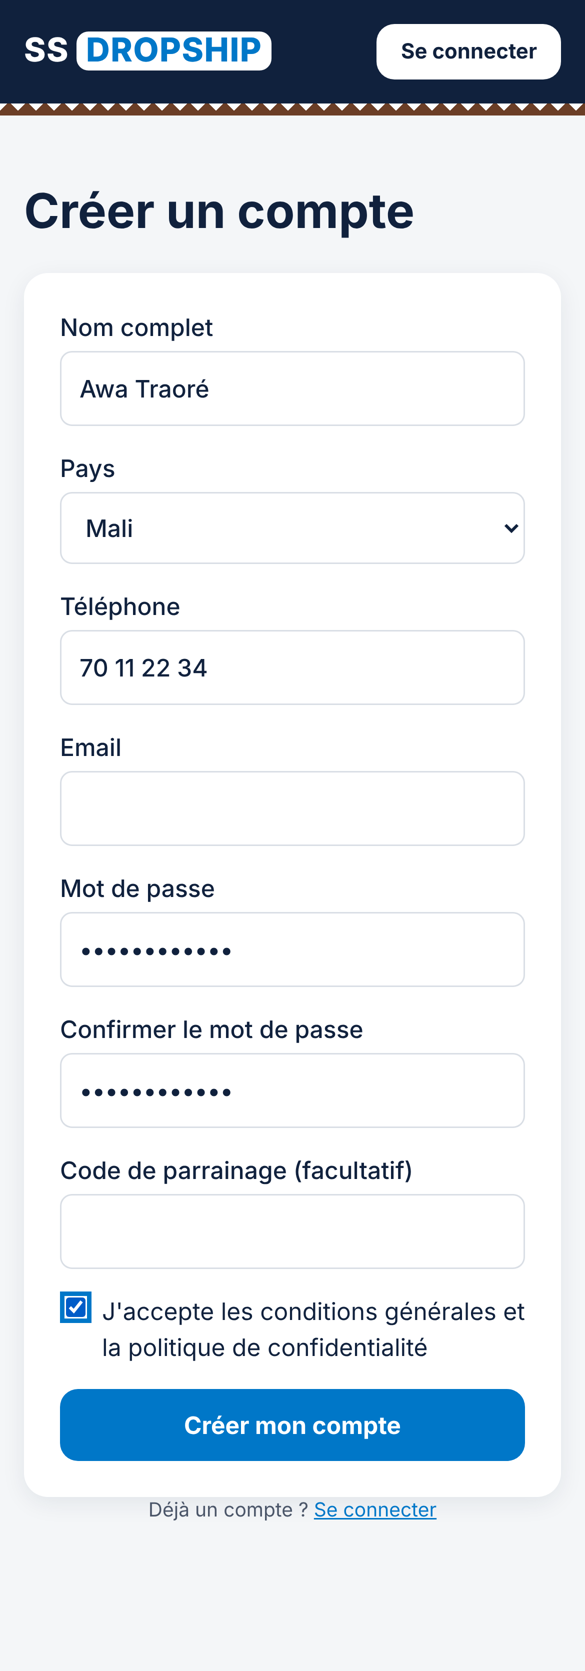 SS DROPSHIP
Se connecter
Créer un compte
Nom complet
Awa Traoré
Pays
Mali
Téléphone
70 11 22 34
Email
Mot de passe
••••••••••••
Confirmer le mot de passe
••••••••••••
Code de parrainage (facultatif)
J'accepte les conditions générales et
la politique de confidentialité
Créer mon compte
Déjà un compte ? Se connecter